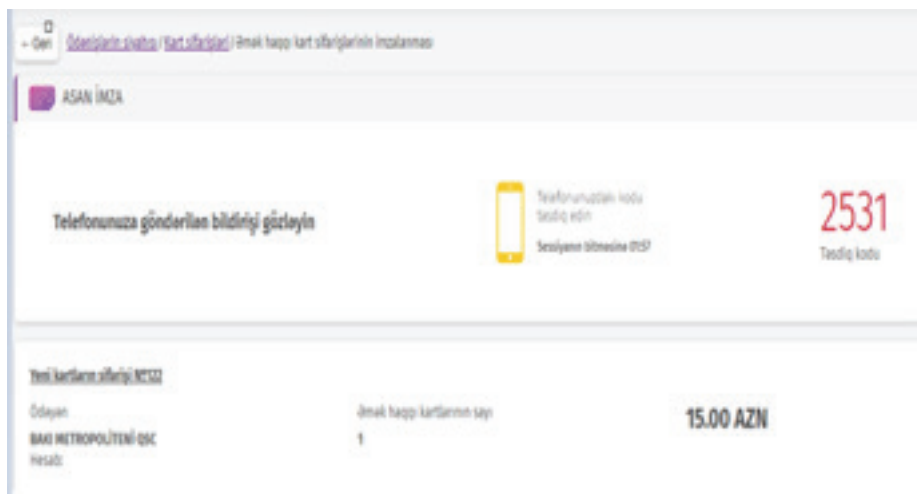 ← Geri Ödənişlərin siyahısı / Kart sifarişləri / Əmək haqqı kart sifarişlərinin imzalanması
ASAN İMZA
Telefonunuza göndərilən bildirişi gözləyin
Telefonunuzdakı kodu
təsdiq edin
Sessiyanın bitməsinə 01:57
2531
Təsdiq kodu
Yeni kartların sifarişi №122
Ödəyən
BAKI METROPOLİTENİ QSC
Hesab:
Əmək haqqı kartlarının sayı
1
15.00 AZN